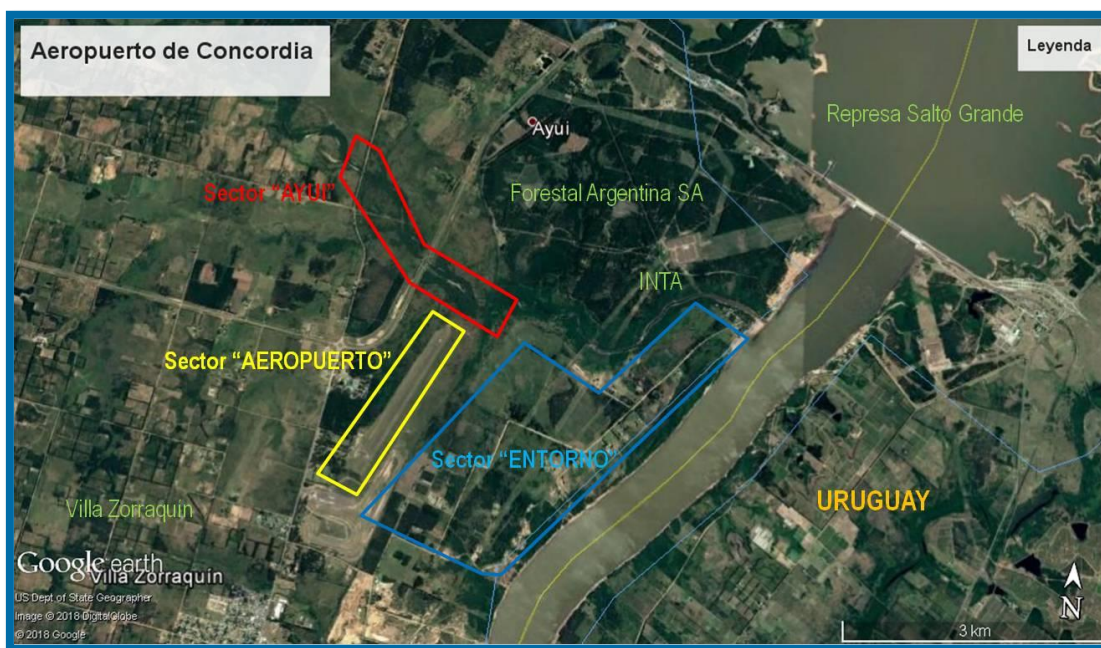 Aeropuerto de Concordia
Leyenda
Represa Salto Grande
Ayui
Sector “AYUI”
Forestal Argentina SA
INTA
Sector “AEROPUERTO”
Sector “ENTORNO”
URUGUAY
Villa Zorraquin
Google earth
Villa Zorraquin
US Dept of State Geographer
Image © 2018 DigitalGlobe
© 2018 Google
N
3 km